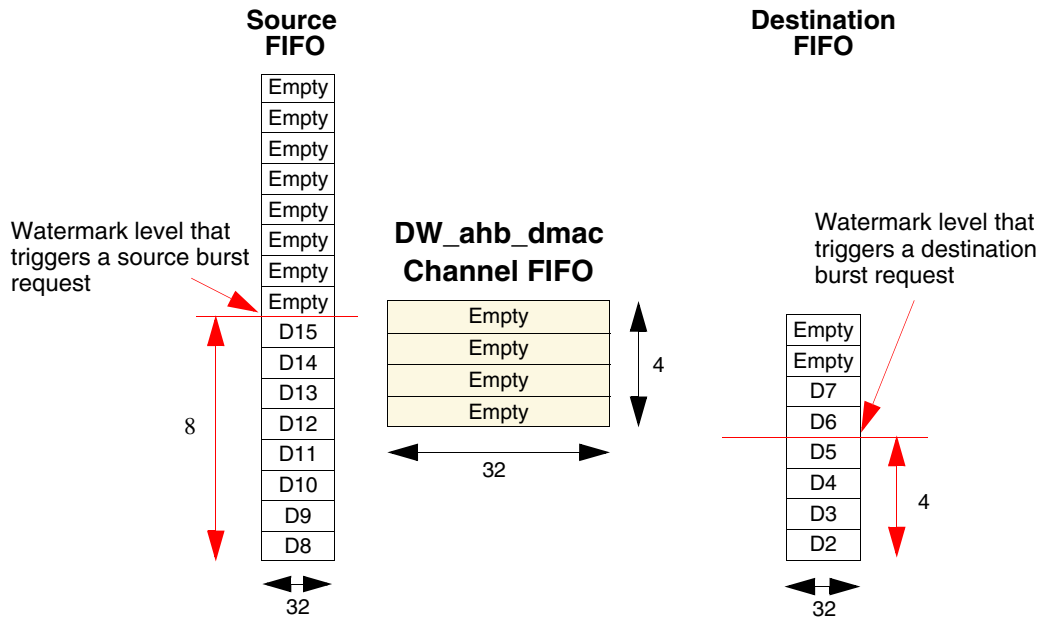 Source
FIFO
Empty
Empty
Empty
Empty
Empty
Empty
Empty
Empty
D15
D14
D13
D12
D11
D10
D9
D8
32
Watermark level that
triggers a source burst
request
8
DW_ahb_dmac
Channel FIFO
Empty
Empty
Empty
Empty
4
32
Destination
FIFO
Watermark level that
triggers a destination
burst request
Empty
Empty
D7
D6
D5
D4
D3
D2
4
32